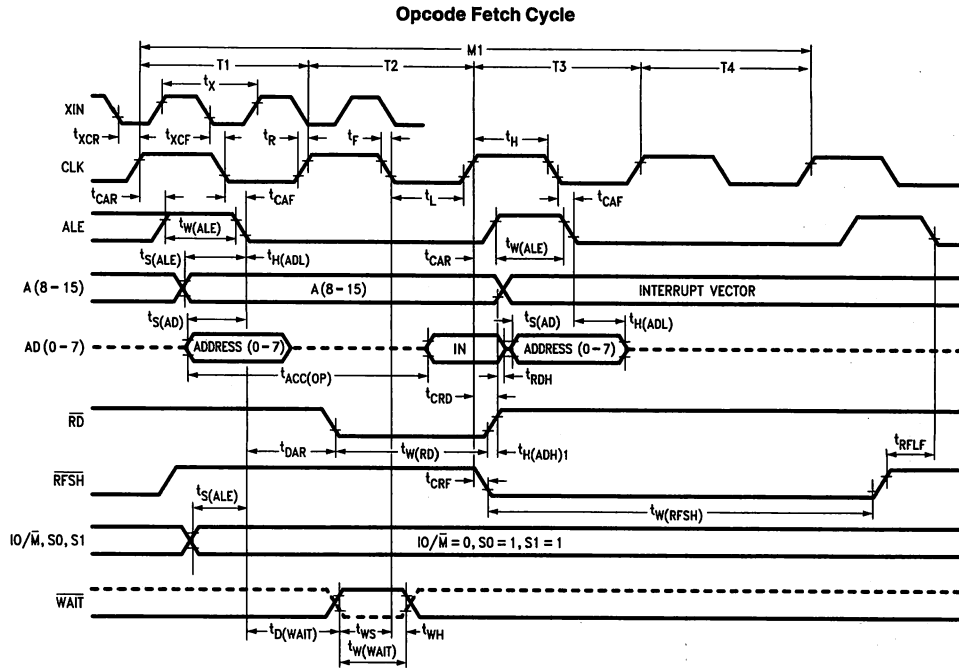 Opcode Fetch Cycle
M1
T1 T2 T3 T4
tX
XIN
tXCR tXCF tR tF tH
CLK
tCAR tCAF tL tCAF
ALE
tW(ALE) tW(ALE)
tS(ALE) tH(ADL) tCAR
A(8-15) A(8-15) INTERRUPT VECTOR
tS(AD) tS(AD) tH(ADL)
AD(0-7) ADDRESS (0-7) IN ADDRESS (0-7)
tACC(OP) tRDH
tCRD
RD
tDAR tW(RD) tH(ADH)1 tRFLF
RFSH
tCRF
tS(ALE) tW(RFSH)
IO/M, S0, S1 IO/M = 0, S0 = 1, S1 = 1
WAIT
tD(WAIT) tWS tWH
tW(WAIT)